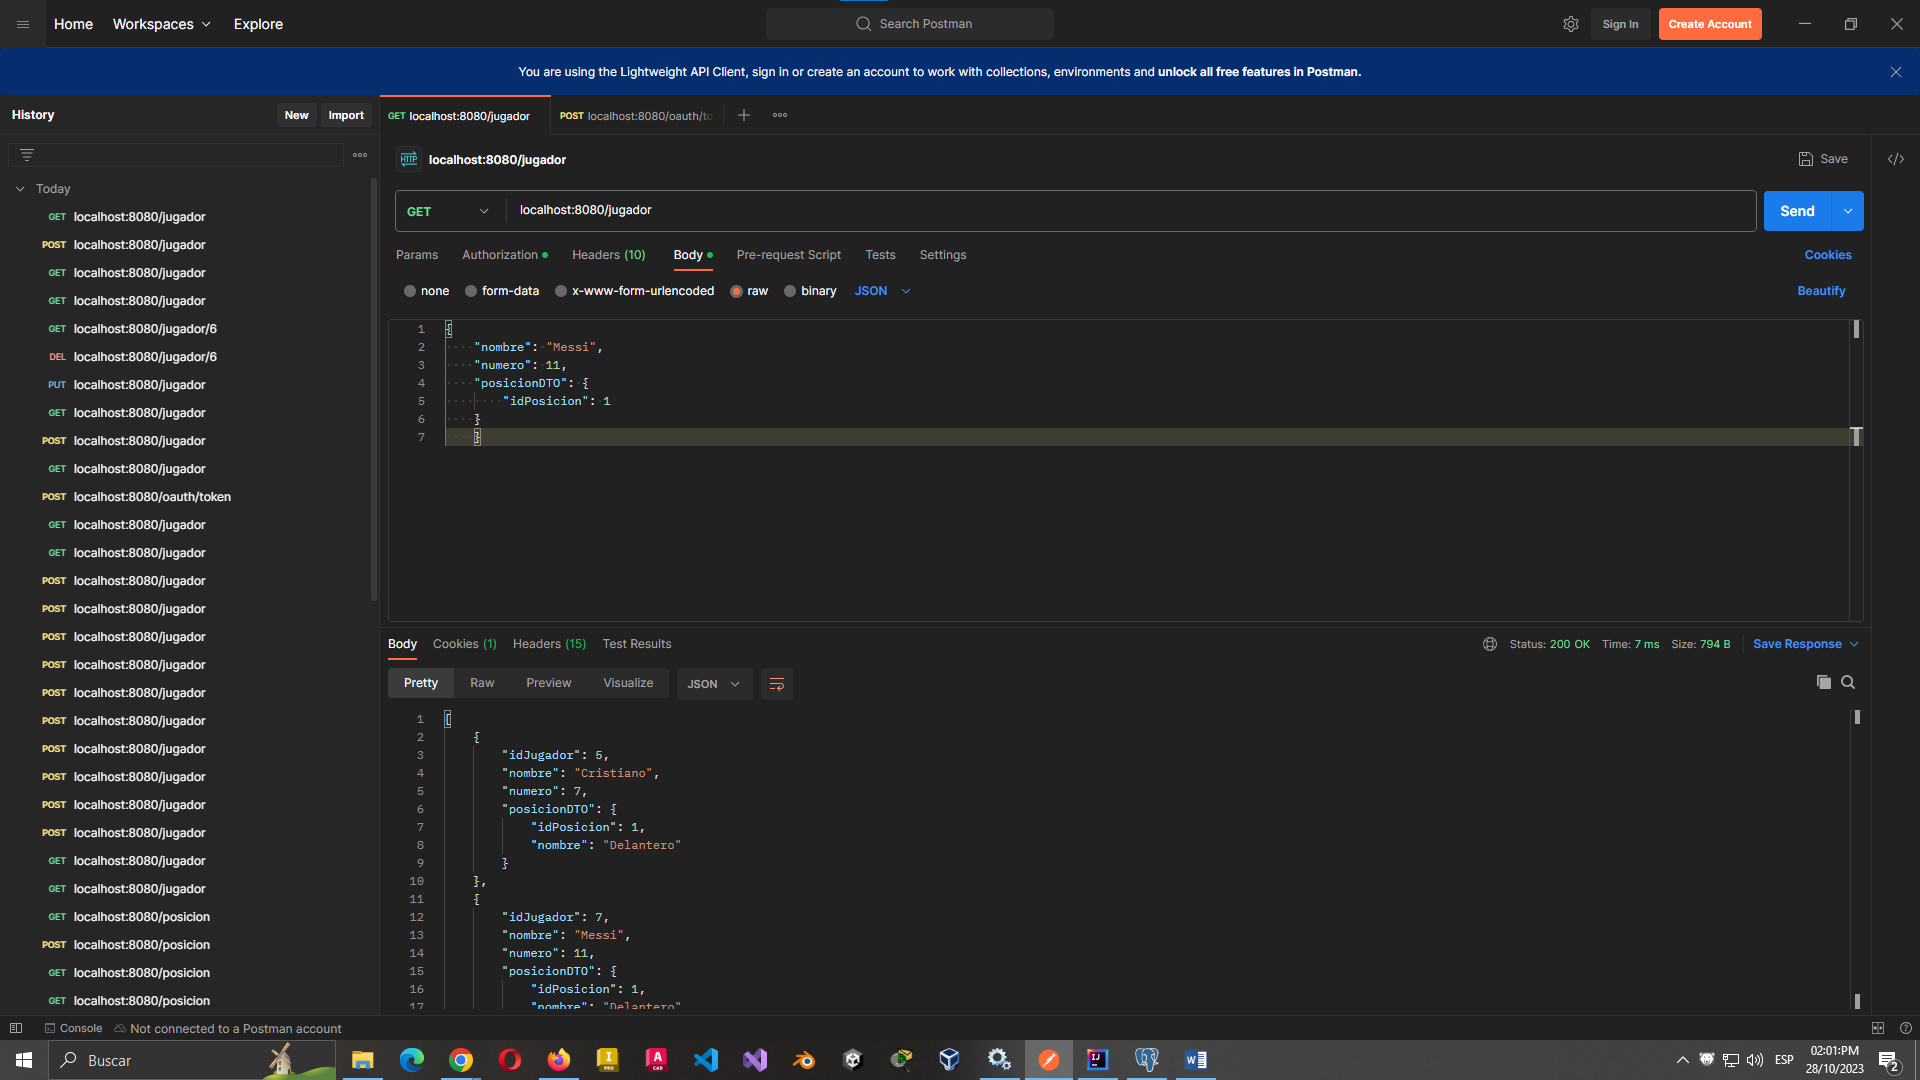 Home Workspaces Explore Search Postman Sign In Create Account
You are using the Lightweight API Client, sign in or create an account to work with collections, environments and unlock all free features in Postman.
History New Import
Today
GET localhost:8080/jugador
POST localhost:8080/jugador
GET localhost:8080/jugador
GET localhost:8080/jugador
GET localhost:8080/jugador/6
DEL localhost:8080/jugador/6
PUT localhost:8080/jugador
GET localhost:8080/jugador
POST localhost:8080/jugador
GET localhost:8080/jugador
POST localhost:8080/oauth/token
GET localhost:8080/jugador
GET localhost:8080/jugador
POST localhost:8080/jugador
POST localhost:8080/jugador
POST localhost:8080/jugador
POST localhost:8080/jugador
POST localhost:8080/jugador
POST localhost:8080/jugador
POST localhost:8080/jugador
POST localhost:8080/jugador
POST localhost:8080/jugador
POST localhost:8080/jugador
GET localhost:8080/jugador
GET localhost:8080/jugador
GET localhost:8080/posicion
POST localhost:8080/posicion
GET localhost:8080/posicion
GET localhost:8080/posicion
GET localhost:8080/jugador POST localhost:8080/oauth/to
HTTP localhost:8080/jugador Save
GET localhost:8080/jugador Send
Params Authorization Headers (10) Body Pre-request Script Tests Settings Cookies
none form-data x-www-form-urlencoded raw binary JSON Beautify
1 {
2 "nombre": "Messi",
3 "numero": 11,
4 "posicionDTO": {
5 "idPosicion": 1
6 }
7 }
Body Cookies (1) Headers (15) Test Results Status: 200 OK Time: 7 ms Size: 794 B Save Response
Pretty Raw Preview Visualize JSON
1 [
2 {
3 "idJugador": 5,
4 "nombre": "Cristiano",
5 "numero": 7,
6 "posicionDTO": {
7 "idPosicion": 1,
8 "nombre": "Delantero"
9 }
10 },
11 {
12 "idJugador": 7,
13 "nombre": "Messi",
14 "numero": 11,
15 "posicionDTO": {
16 "idPosicion": 1,
17 "nombre": "Delantero"
Console Not connected to a Postman account
Buscar
I PRO
A CAD
IJ
W
ESP
02:01:PM
28/10/2023
2